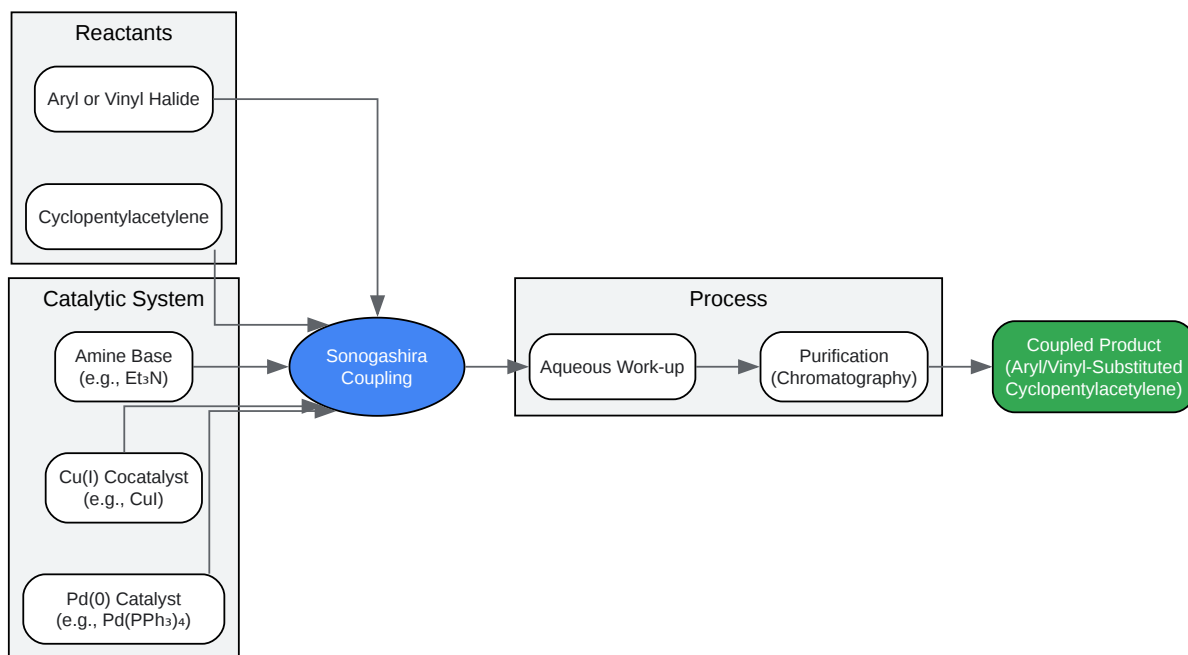 Reactants
Aryl or Vinyl Halide
Cyclopentylacetylene
Catalytic System
Amine Base
(e.g., Et₃N)
Cu(I) Cocatalyst
(e.g., CuI)
Pd(0) Catalyst
(e.g., Pd(PPh₃)₄)
Sonogashira
Coupling
Process
Aqueous Work-up
Purification
(Chromatography)
Coupled Product
(Aryl/Vinyl-Substituted
Cyclopentylacetylene)